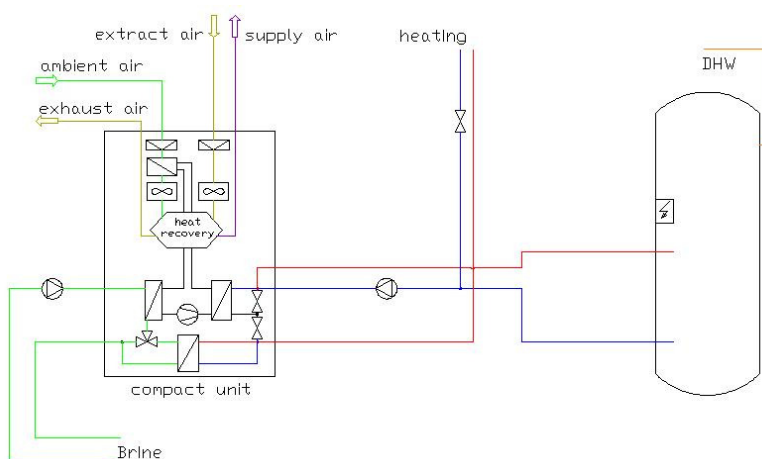 extract air
supply air
heating
ambient air
DHW
exhaust air
heat
recovery
compact unit
Brine